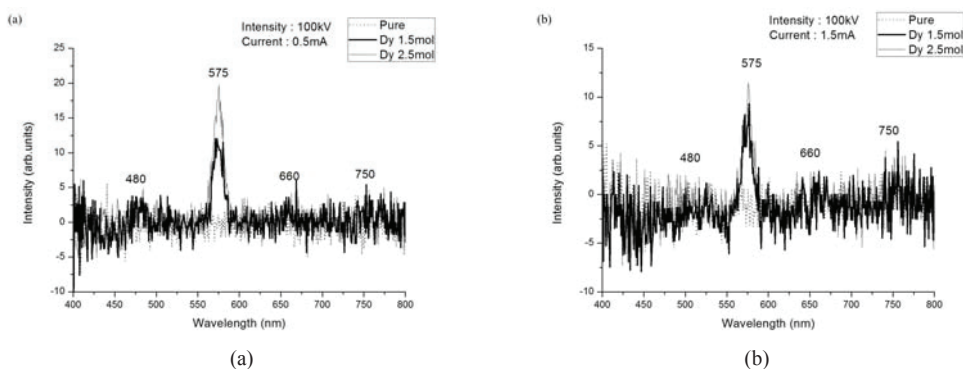 (a)
Intensity : 100kV
Current : 0.5mA
Pure
Dy 1.5mol
Dy 2.5mol
25
20
15
10
5
0
-5
-10
Intensity (arb.units)
575
480
660
750
400 450 500 550 600 650 700 750 800
Wavelength (nm)
(a)
(b)
Intensity : 100kV
Current : 1.5mA
Pure
Dy 1.5mol
Dy 2.5mol
15
10
5
0
-5
-10
Intensity (arb.units)
575
480
660
750
400 450 500 550 600 650 700 750 800
Wavelength (nm)
(b)